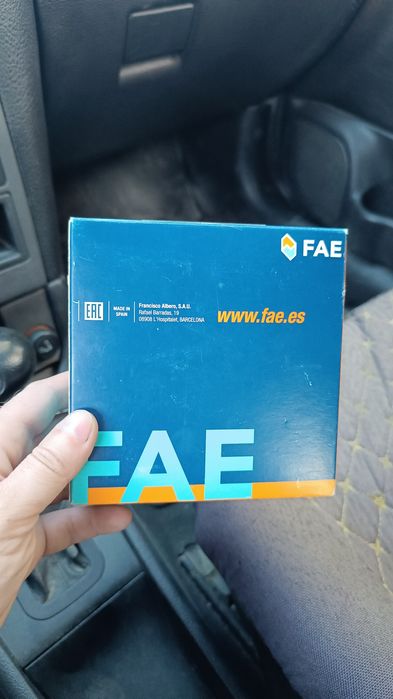 FAE
EAC
MADE IN
SPAIN
Francisco Albero, S.A.U.
Rafael Barradas, 19
08908 L'Hospitalet, BARCELONA
www.fae.es
FAE